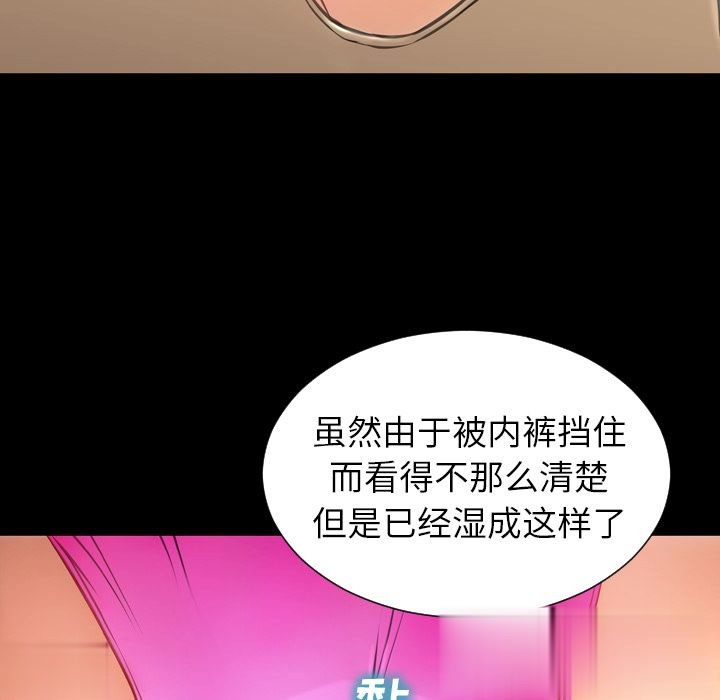 虽然由于被内裤挡住
而看得不那么清楚
但是已经湿成这样了
黏